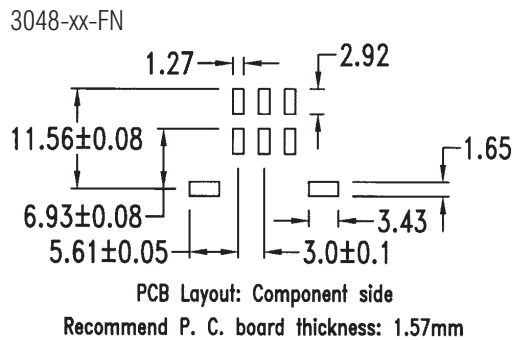 3048-xx-FN
1.27
2.92
11.56±0.08
1.65
6.93±0.08
3.43
5.61±0.05
3.0±0.1
PCB Layout: Component side
Recommend P. C. board thickness: 1.57mm